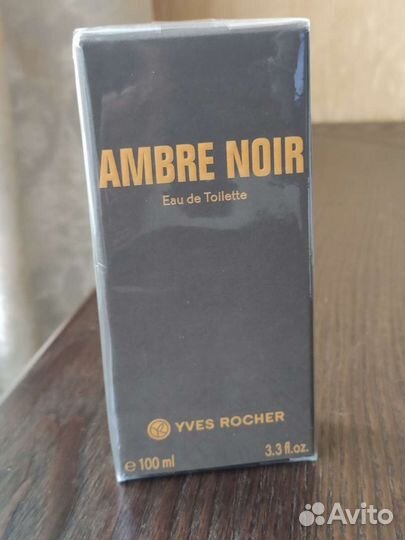 AMBRE NOIR
Eau de Toilette
YVES ROCHER
℮ 100 ml 3.3 fl.oz.
Avito